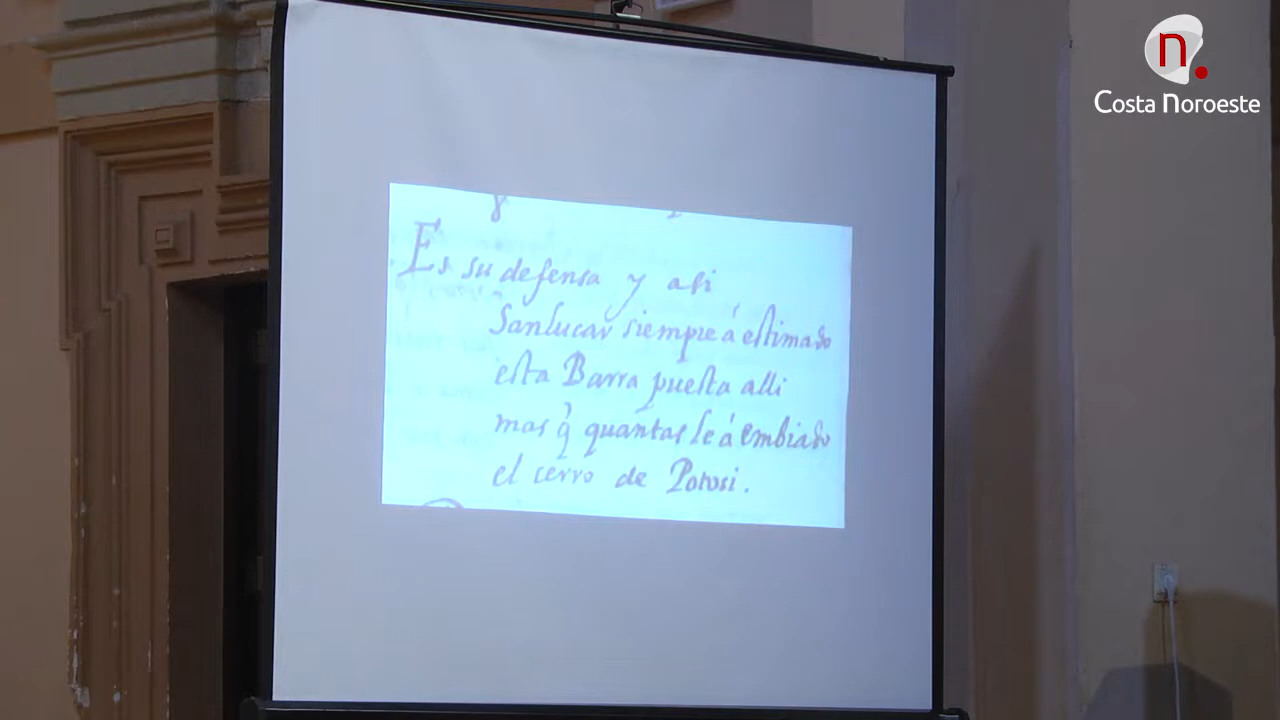 n.
Costa Noroeste
Es su defensa y asi
Sanlucar siempre á estimado
esta Barra puesta alli
mas q̃ quantas le á embiado
el cerro de Potosi.